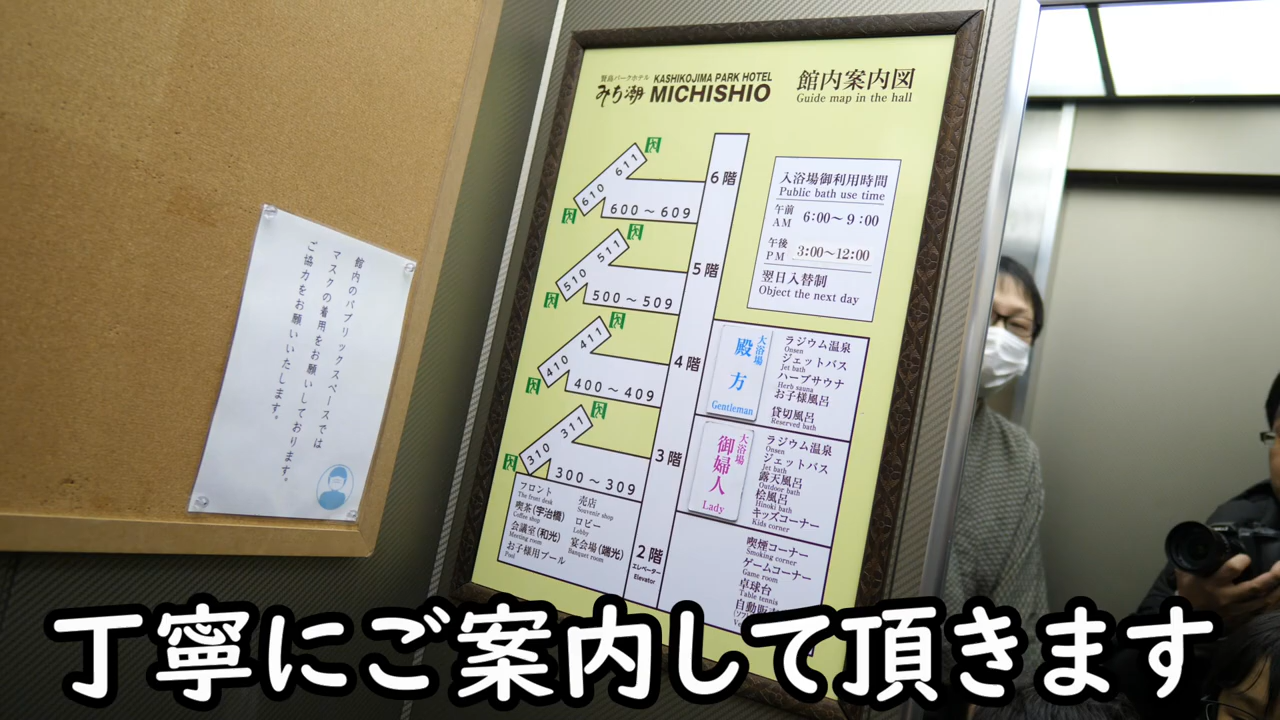 館内のパブリックスペースでは
マスクの着用をお願いしております。
ご協力をお願いいたします。
賢島パークホテル KASHIKOJIMA PARK HOTEL
みち潮 MICHISHIO
館内案内図
Guide map in the hall
6階
610 611
600〜609
5階
510 511
500〜509
4階
410 411
400〜409
3階
310 311
300〜309
2階
エレベーター
Elevator
フロント
The front desk
喫茶(宇治橋)
Coffee shop
会議室(和光)
Meeting room
お子様用プール
Pool
売店
Souvenir shop
ロビー
Lobby
宴会場(端光)
Banquet room
入浴場御利用時間
Public bath use time
午前 AM 6:00〜9:00
午後 PM 3:00〜12:00
翌日入替制
Object the next day
大浴場
殿方
Gentleman
ラジウム温泉
Onsen
ジェットバス
Jet bath
ハーブサウナ
Herb sauna
お子様風呂
貸切風呂
Reserved bath
大浴場
御婦人
Lady
ラジウム温泉
Onsen
ジェットバス
Jet bath
露天風呂
Outdoor bath
桧風呂
Hinoki bath
キッズコーナー
Kids corner
喫煙コーナー
Smoking corner
ゲームコーナー
Game room
卓球台
Table tennis
自動販
丁寧にご案内して頂きます